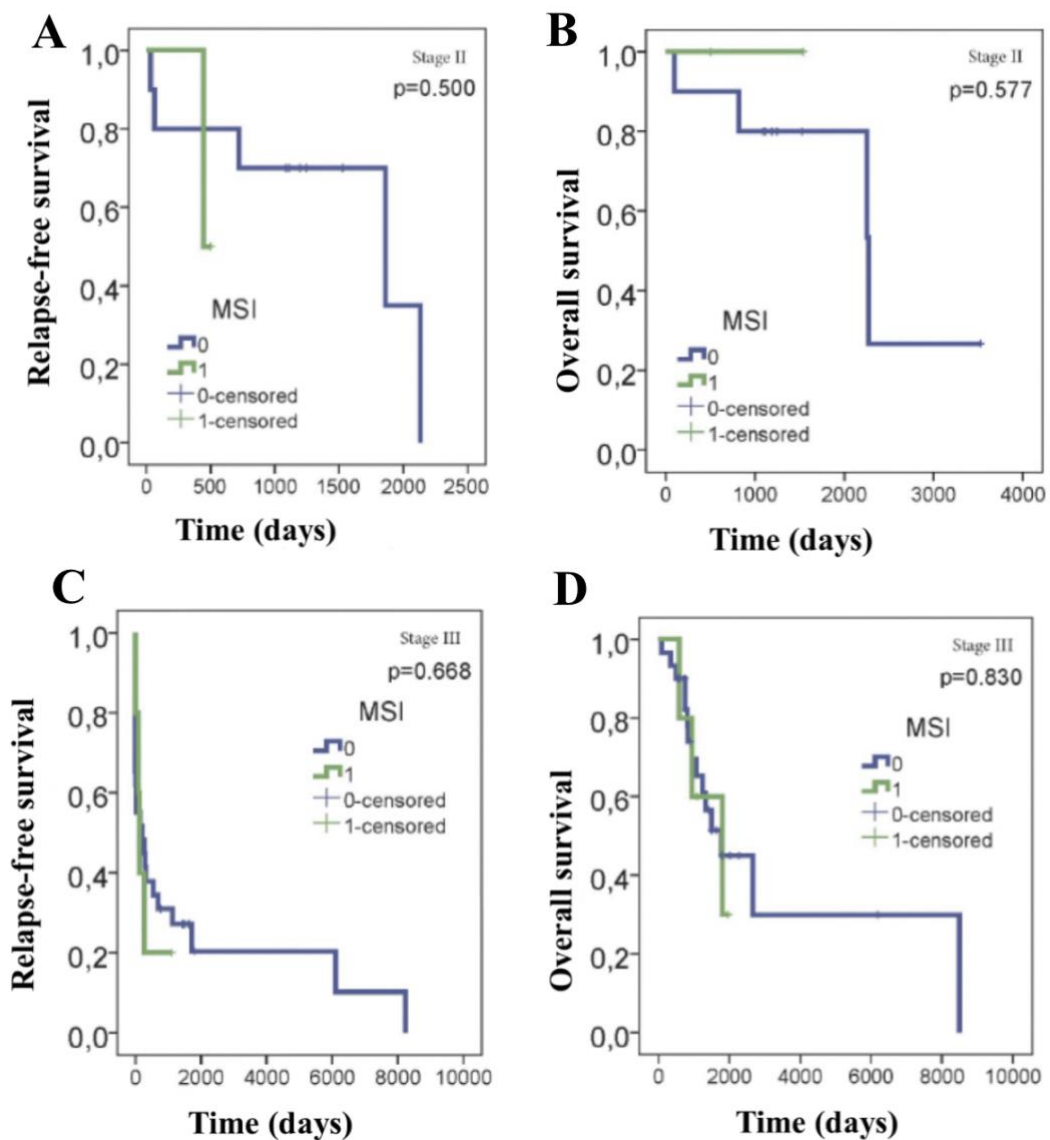 A
Stage II
p=0.500
Relapse-free survival
1,0
0,8
0,6
0,4
0,2
0,0
MSI
0
1
0-censored
1-censored
0 500 1000 1500 2000 2500
Time (days)
B
Stage II
p=0.577
Overall survival
1,0
0,8
0,6
0,4
0,2
0,0
MSI
0
1
0-censored
1-censored
0 1000 2000 3000 4000
Time (days)
C
Stage III
p=0.668
Relapse-free survival
1,0
0,8
0,6
0,4
0,2
0,0
MSI
0
1
0-censored
1-censored
0 2000 4000 6000 8000 10000
Time (days)
D
Stage III
p=0.830
Overall survival
1,0
0,8
0,6
0,4
0,2
0,0
MSI
0
1
0-censored
1-censored
0 2000 4000 6000 8000 10000
Time (days)